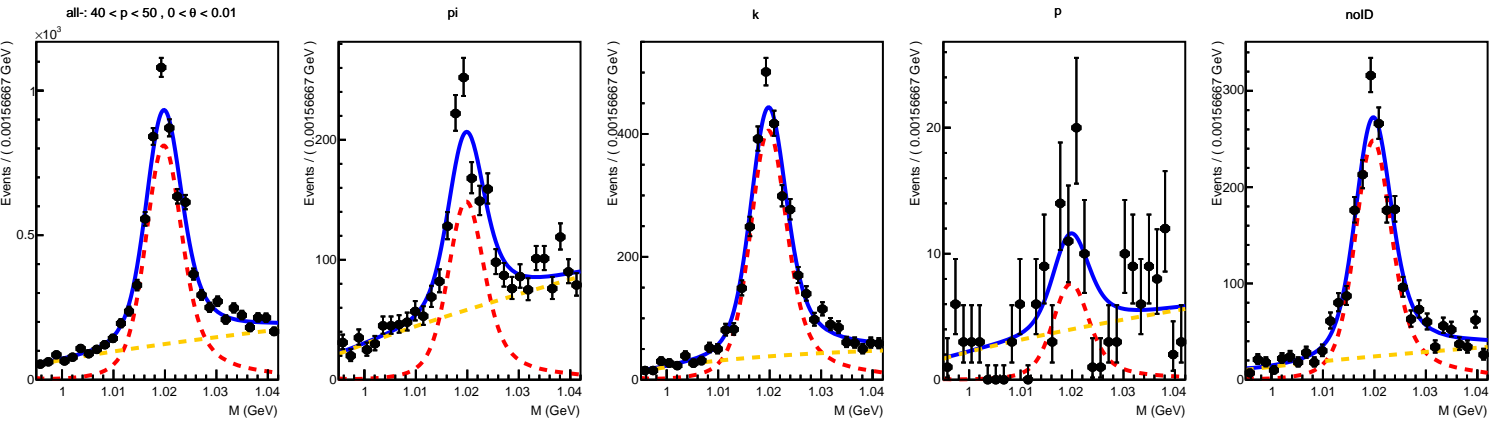 all-: 40 < p < 50 , 0 < θ < 0.01
×10³
Events / ( 0.00156667 GeV )
1
0.5
0
1 1.01 1.02 1.03 1.04
M (GeV)
pi
Events / ( 0.00156667 GeV )
200
100
0
1 1.01 1.02 1.03 1.04
M (GeV)
k
Events / ( 0.00156667 GeV )
400
200
0
1 1.01 1.02 1.03 1.04
M (GeV)
p
Events / ( 0.00156667 GeV )
20
10
0
1 1.01 1.02 1.03 1.04
M (GeV)
noID
Events / ( 0.00156667 GeV )
300
200
100
0
1 1.01 1.02 1.03 1.04
M (GeV)